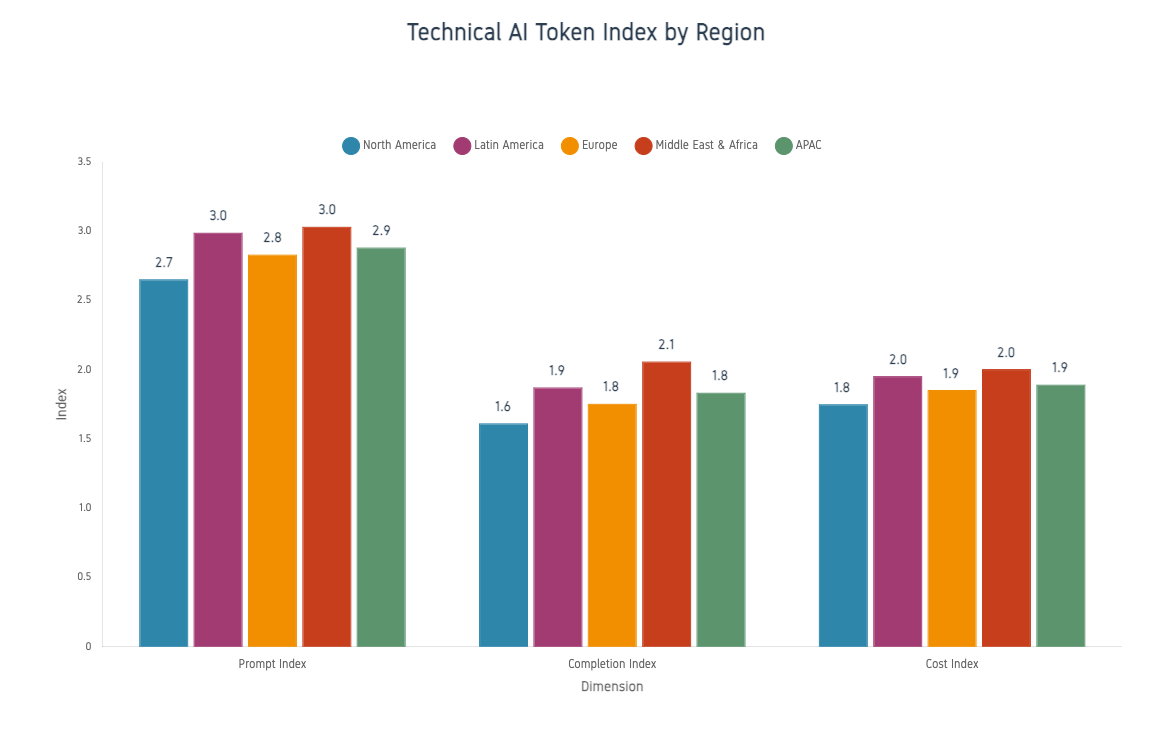 Technical AI Token Index by Region
North America Latin America Europe Middle East & Africa APAC
3.5
3.0
2.5
2.0
1.5
1.0
0.5
0
Index
2.7 3.0 2.8 3.0 2.9
1.6 1.9 1.8 2.1 1.8
1.8 2.0 1.9 2.0 1.9
Prompt Index Completion Index Cost Index
Dimension